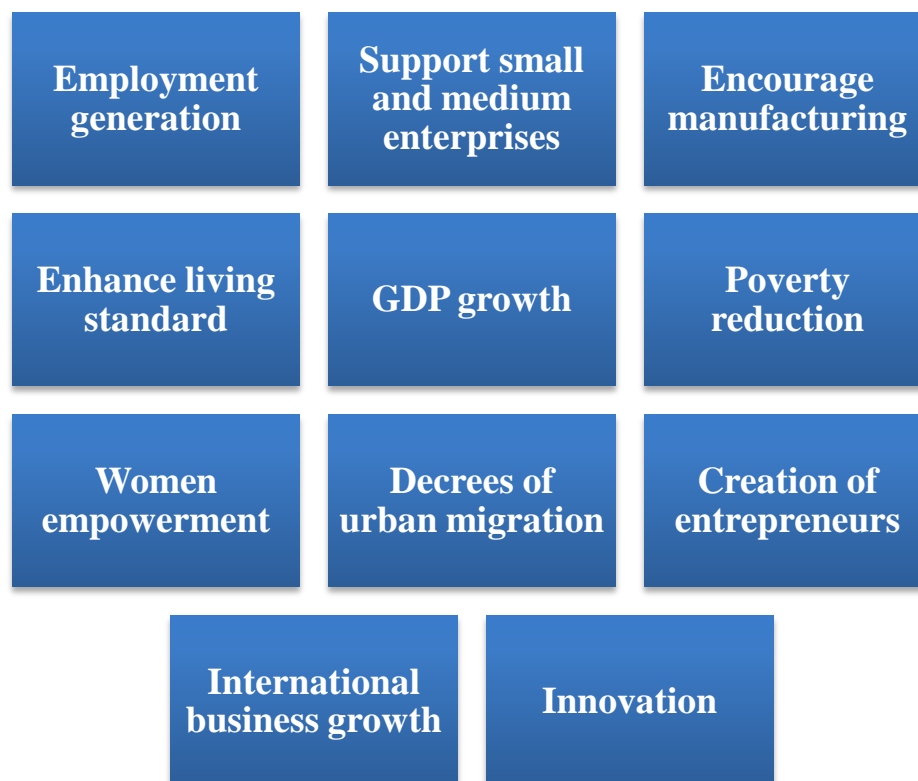 Employment
generation
Support small
and medium
enterprises
Encourage
manufacturing
Enhance living
standard
GDP growth
Poverty
reduction
Women
empowerment
Decrees of
urban migration
Creation of
entrepreneurs
International
business growth
Innovation